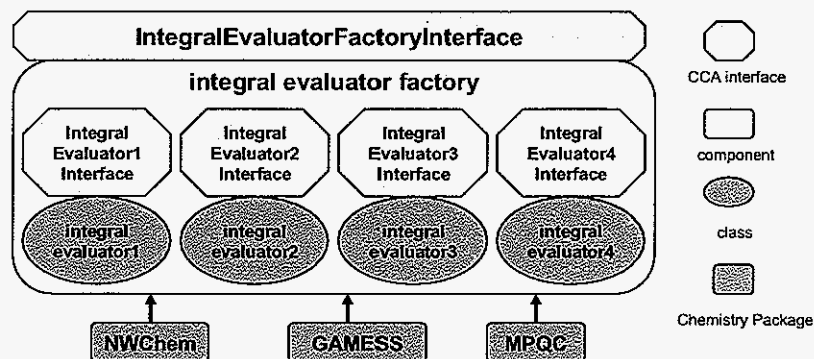 IntegralEvaluatorFactoryInterface
integral evaluator factory
Integral
Evaluator1
Interface
Integral
Evaluator2
Interface
Integral
Evaluator3
Interface
Integral
Evaluator4
Interface
integral
evaluator1
integral
evaluator2
integral
evaluator3
integral
evaluator4
NWChem
GAMESS
MPQC
CCA interface
component
class
Chemistry Package